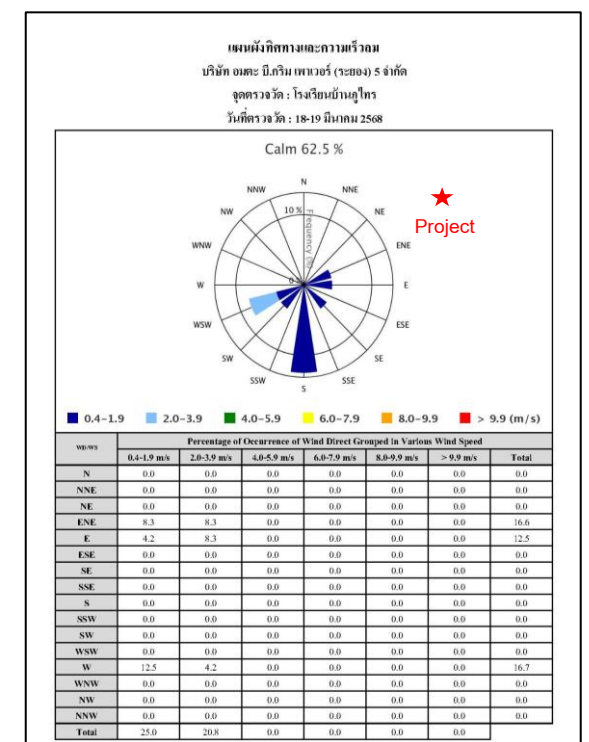 แผนผังทิศทางและความเร็วลม
บริษัท อมตะ บี.กริม เพาเวอร์ (ระยอง) 5 จำกัด
จุดตรวจวัด : โรงเรียนบ้านภูไทร
วันที่ตรวจวัด : 18-19 มีนาคม 2568
Calm 62.5 %
N
NNW NNE
NW 10 % NE
Project
Frequency (%)
WNW ENE
0 %
W E
WSW ESE
SW SE
SSW SSE
S
0.4-1.9 2.0-3.9 4.0-5.9 6.0-7.9 8.0-9.9 > 9.9 (m/s)
WD/WS Percentage of Occurrence of Wind Direct Grouped in Various Wind Speed
0.4-1.9 m/s 2.0-3.9 m/s 4.0-5.9 m/s 6.0-7.9 m/s 8.0-9.9 m/s > 9.9 m/s Total
N 0.0 0.0 0.0 0.0 0.0 0.0 0.0
NNE 0.0 0.0 0.0 0.0 0.0 0.0 0.0
NE 0.0 0.0 0.0 0.0 0.0 0.0 0.0
ENE 8.3 8.3 0.0 0.0 0.0 0.0 16.6
E 4.2 8.3 0.0 0.0 0.0 0.0 12.5
ESE 0.0 0.0 0.0 0.0 0.0 0.0 0.0
SE 0.0 0.0 0.0 0.0 0.0 0.0 0.0
SSE 0.0 0.0 0.0 0.0 0.0 0.0 0.0
S 0.0 0.0 0.0 0.0 0.0 0.0 0.0
SSW 0.0 0.0 0.0 0.0 0.0 0.0 0.0
SW 0.0 0.0 0.0 0.0 0.0 0.0 0.0
WSW 0.0 0.0 0.0 0.0 0.0 0.0 0.0
W 12.5 4.2 0.0 0.0 0.0 0.0 16.7
WNW 0.0 0.0 0.0 0.0 0.0 0.0 0.0
NW 0.0 0.0 0.0 0.0 0.0 0.0 0.0
NNW 0.0 0.0 0.0 0.0 0.0 0.0 0.0
Total 25.0 20.8 0.0 0.0 0.0 0.0